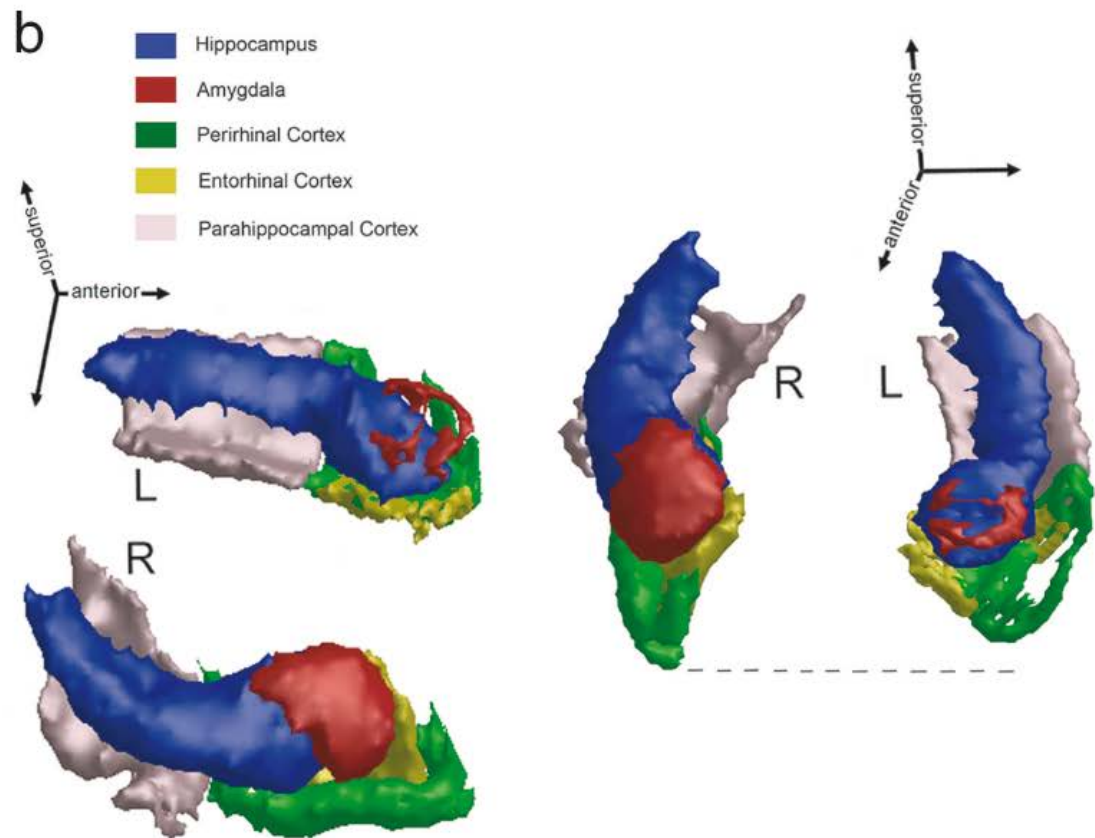 b
Hippocampus
Amygdala
Perirhinal Cortex
Entorhinal Cortex
Parahippocampal Cortex
superior
anterior
superior
anterior
L
R
R
L